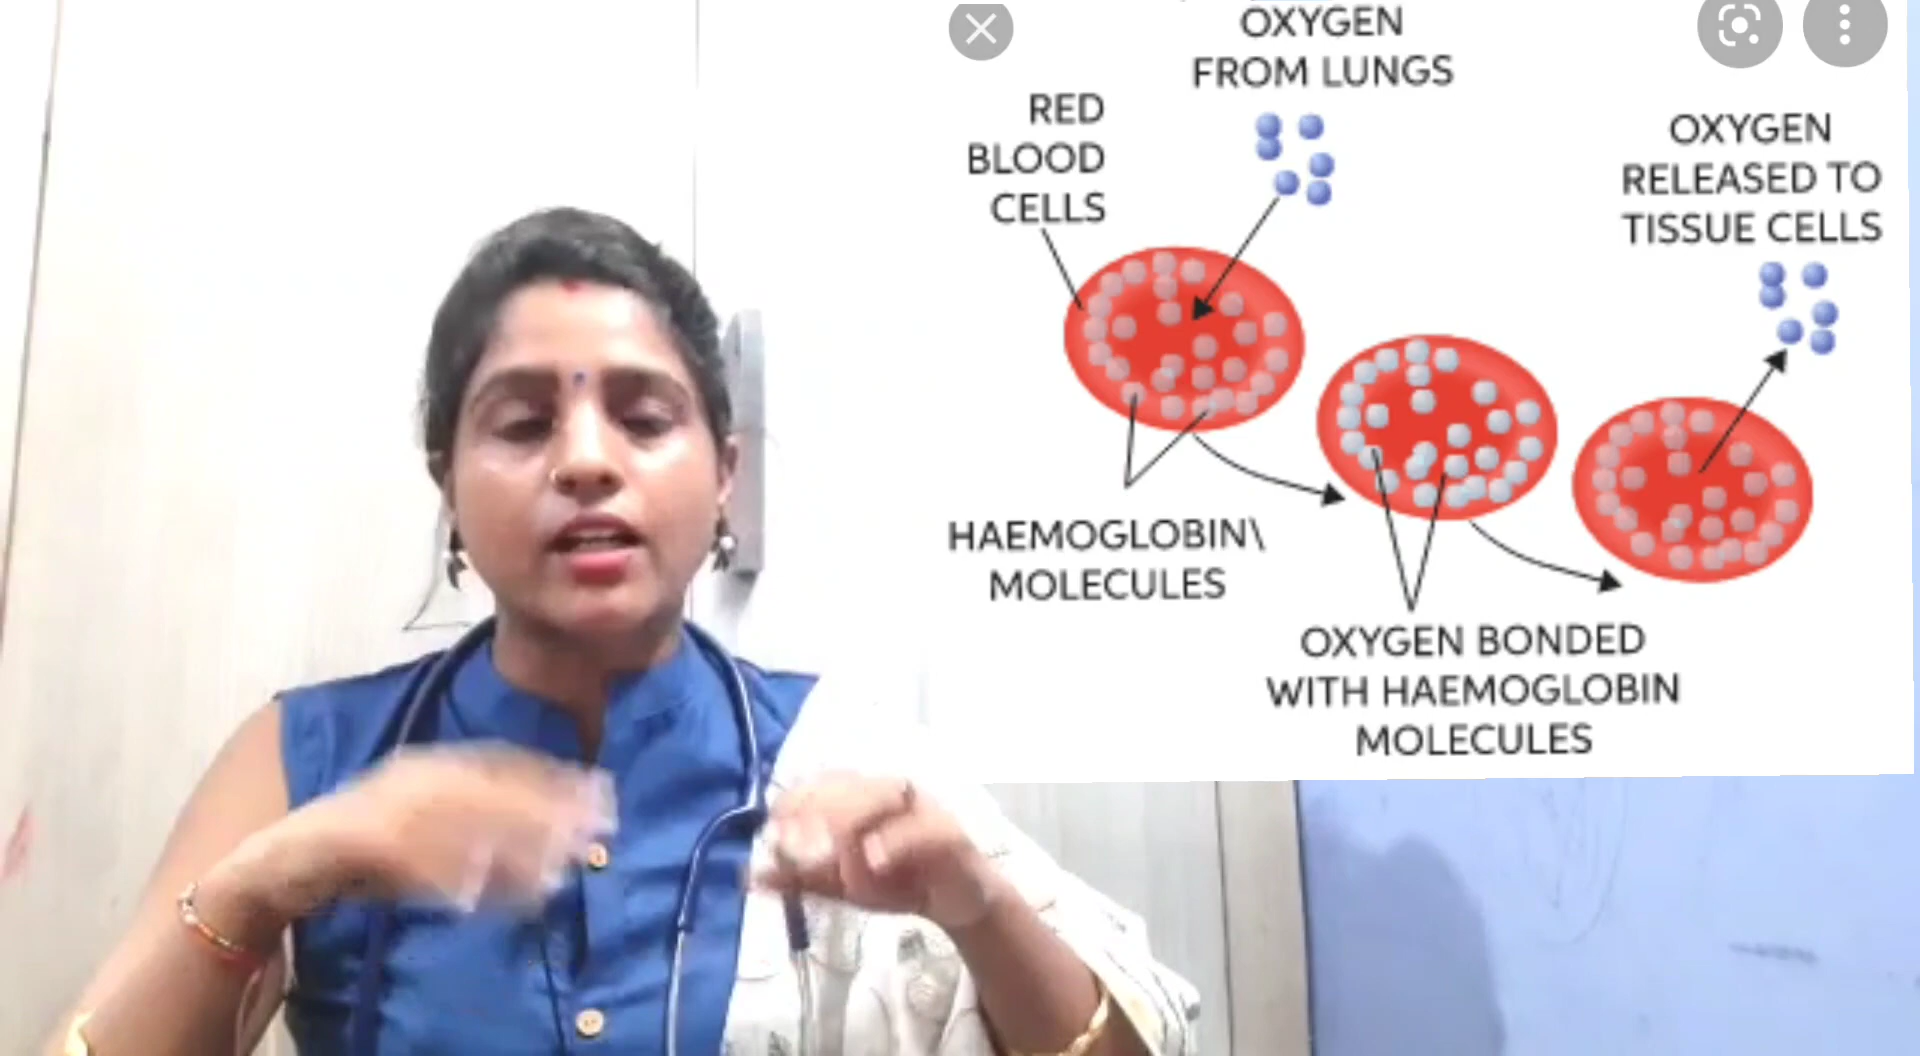 OXYGEN
FROM LUNGS
RED
BLOOD
CELLS
OXYGEN
RELEASED TO
TISSUE CELLS
HAEMOGLOBIN\
MOLECULES
OXYGEN BONDED
WITH HAEMOGLOBIN
MOLECULES